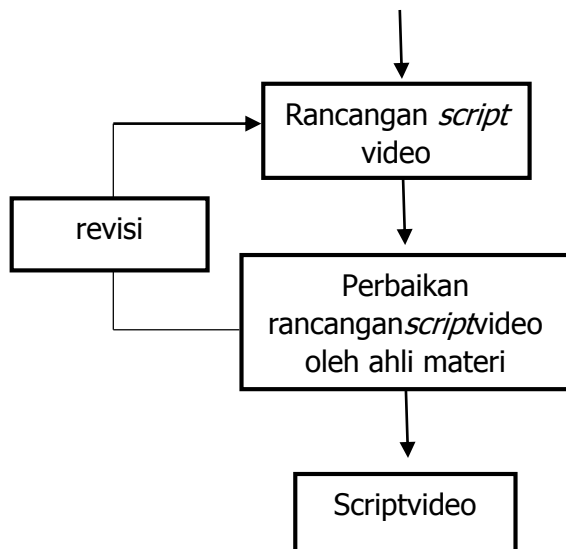 Rancangan script
video
revisi
Perbaikan
rancanganscriptvideo
oleh ahli materi
Scriptvideo